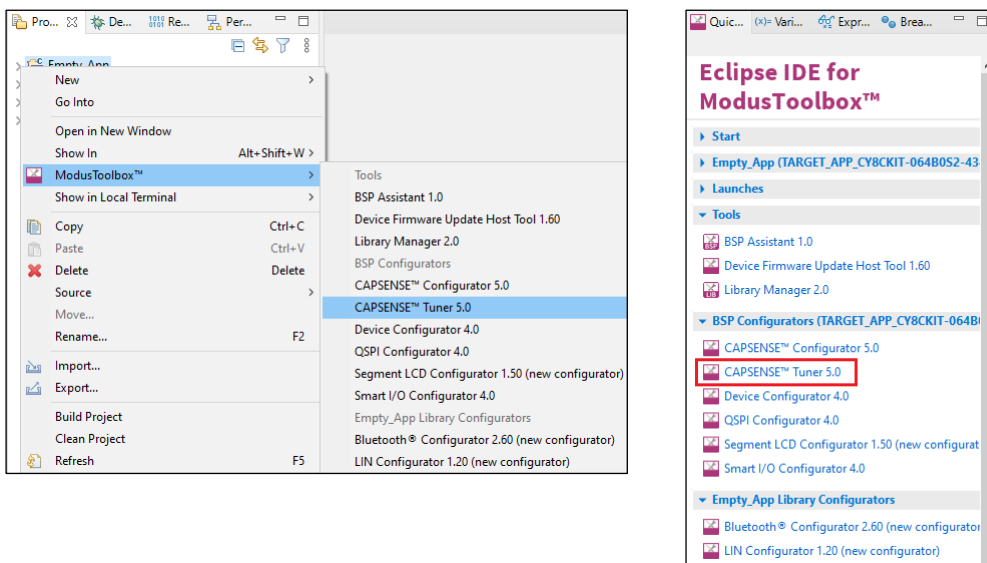 Pro...
De...
Re...
Per...
Empty_App
New
Go Into
Open in New Window
Show In Alt+Shift+W
ModusToolbox™
Show in Local Terminal
Copy Ctrl+C
Paste Ctrl+V
Delete Delete
Source
Move...
Rename... F2
Import...
Export...
Build Project
Clean Project
Refresh F5
Tools
BSP Assistant 1.0
Device Firmware Update Host Tool 1.60
Library Manager 2.0
BSP Configurators
CAPSENSE™ Configurator 5.0
CAPSENSE™ Tuner 5.0
Device Configurator 4.0
QSPI Configurator 4.0
Segment LCD Configurator 1.50 (new configurator)
Smart I/O Configurator 4.0
Empty_App Library Configurators
Bluetooth® Configurator 2.60 (new configurator)
LIN Configurator 1.20 (new configurator)
Quic...
(x)= Vari...
Expr...
Brea...
Eclipse IDE for
ModusToolbox™
Start
Empty_App (TARGET_APP_CY8CKIT-064B0S2-43
Launches
Tools
BSP Assistant 1.0
Device Firmware Update Host Tool 1.60
Library Manager 2.0
BSP Configurators (TARGET_APP_CY8CKIT-064B
CAPSENSE™ Configurator 5.0
CAPSENSE™ Tuner 5.0
Device Configurator 4.0
QSPI Configurator 4.0
Segment LCD Configurator 1.50 (new configurat
Smart I/O Configurator 4.0
Empty_App Library Configurators
Bluetooth® Configurator 2.60 (new configurator
LIN Configurator 1.20 (new configurator)